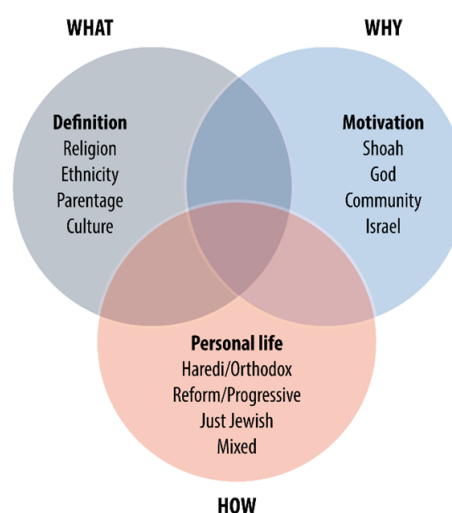 WHAT
WHY
Definition
Religion
Ethnicity
Parentage
Culture
Motivation
Shoah
God
Community
Israel
Personal life
Haredi/Orthodox
Reform/Progressive
Just Jewish
Mixed
HOW